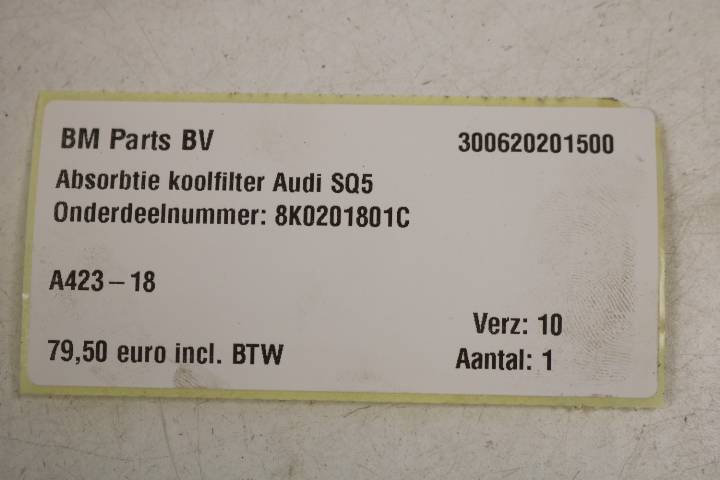 BM Parts BV 300620201500
Absorbtie koolfilter Audi SQ5
Onderdeelnummer: 8K0201801C
A423-18
Verz: 10
79,50 euro incl. BTW Aantal: 1